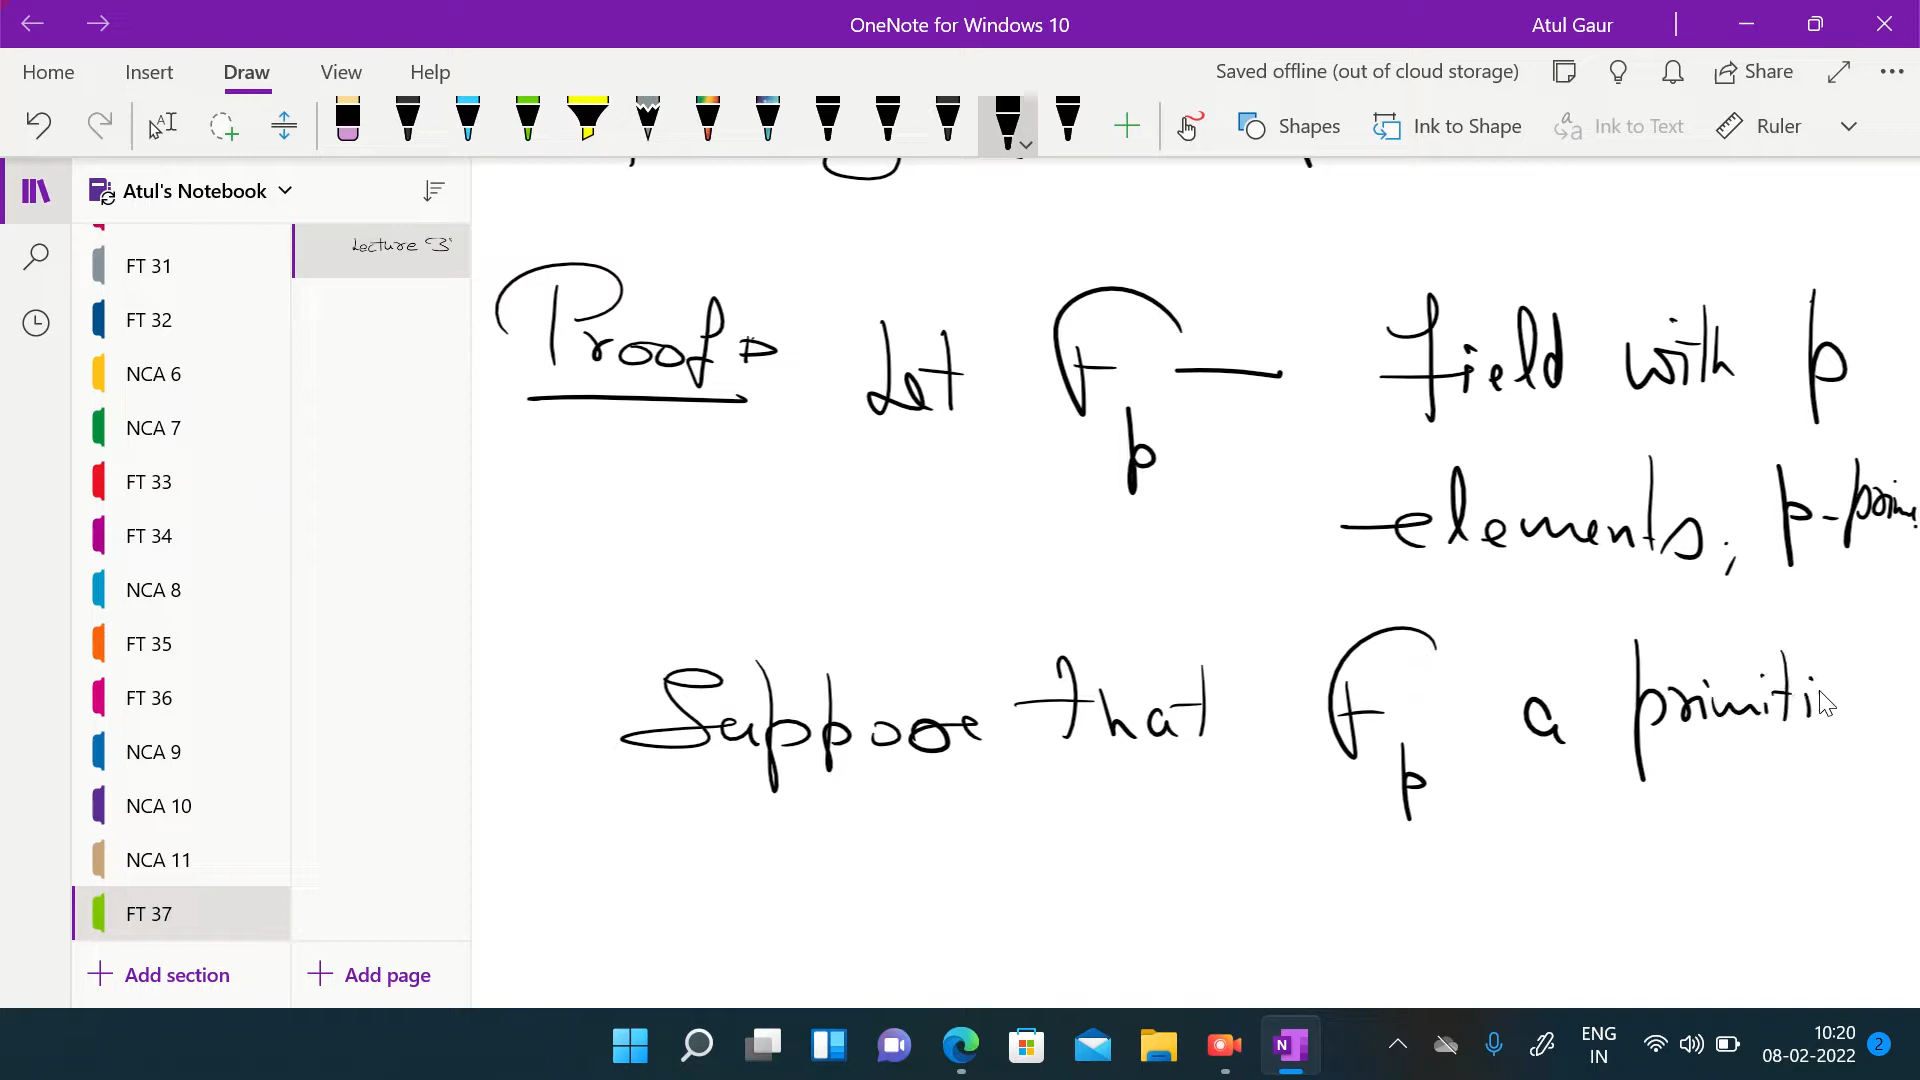 OneNote for Windows 10
Atul Gaur
Home Insert Draw View Help
Saved offline (out of cloud storage)
Share
Shapes
Ink to Shape
Ink to Text
Ruler
Atul's Notebook
FT 31
FT 32
NCA 6
NCA 7
FT 33
FT 34
NCA 8
FT 35
FT 36
NCA 9
NCA 10
NCA 11
FT 37
Add section
Lecture 3
Add page
Proof Let F_p — field with p
elements, p-prime
Suppose that F_p a primiti
ENG
IN
10:20
08-02-2022
2